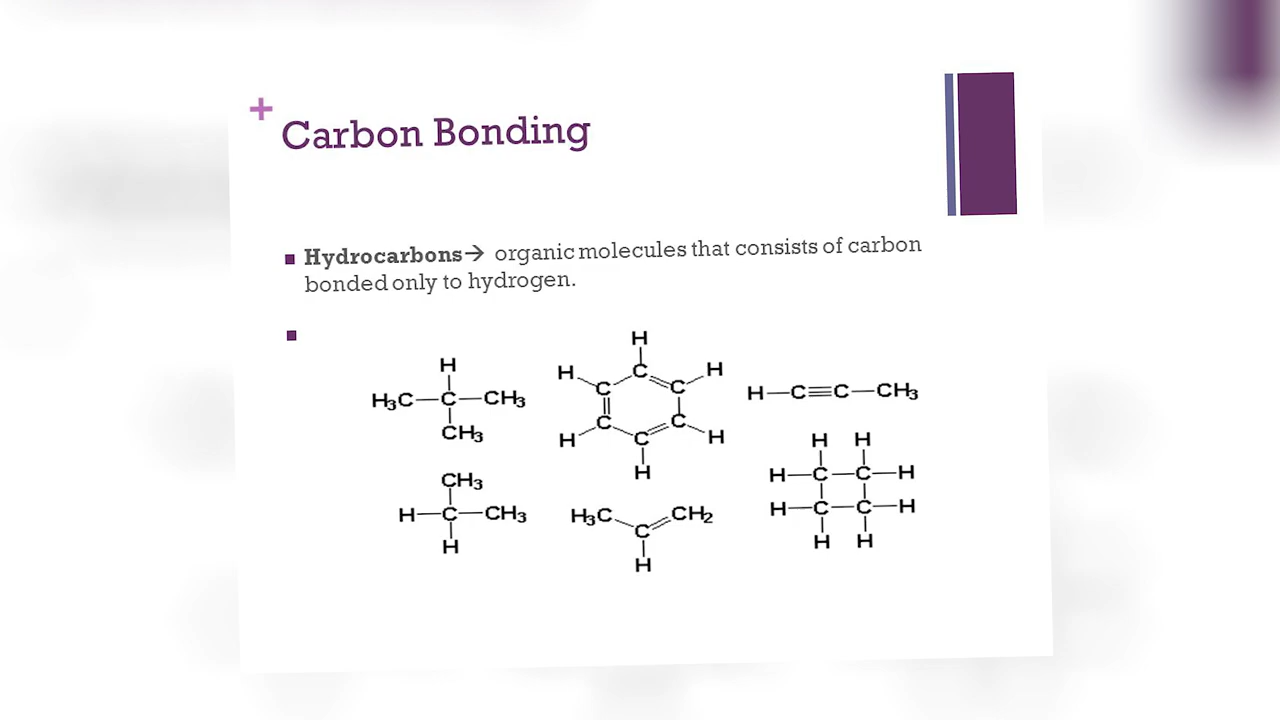 +
Carbon Bonding
Hydrocarbons→ organic molecules that consists of carbon
bonded only to hydrogen.
H
H₃C—C—CH₃
CH₃
H
H C H
C C
C C
H C H
H
H—C≡C—CH₃
CH₃
H—C—CH₃
H
H₃C CH₂
C
H
H H
H—C—C—H
H—C—C—H
H H